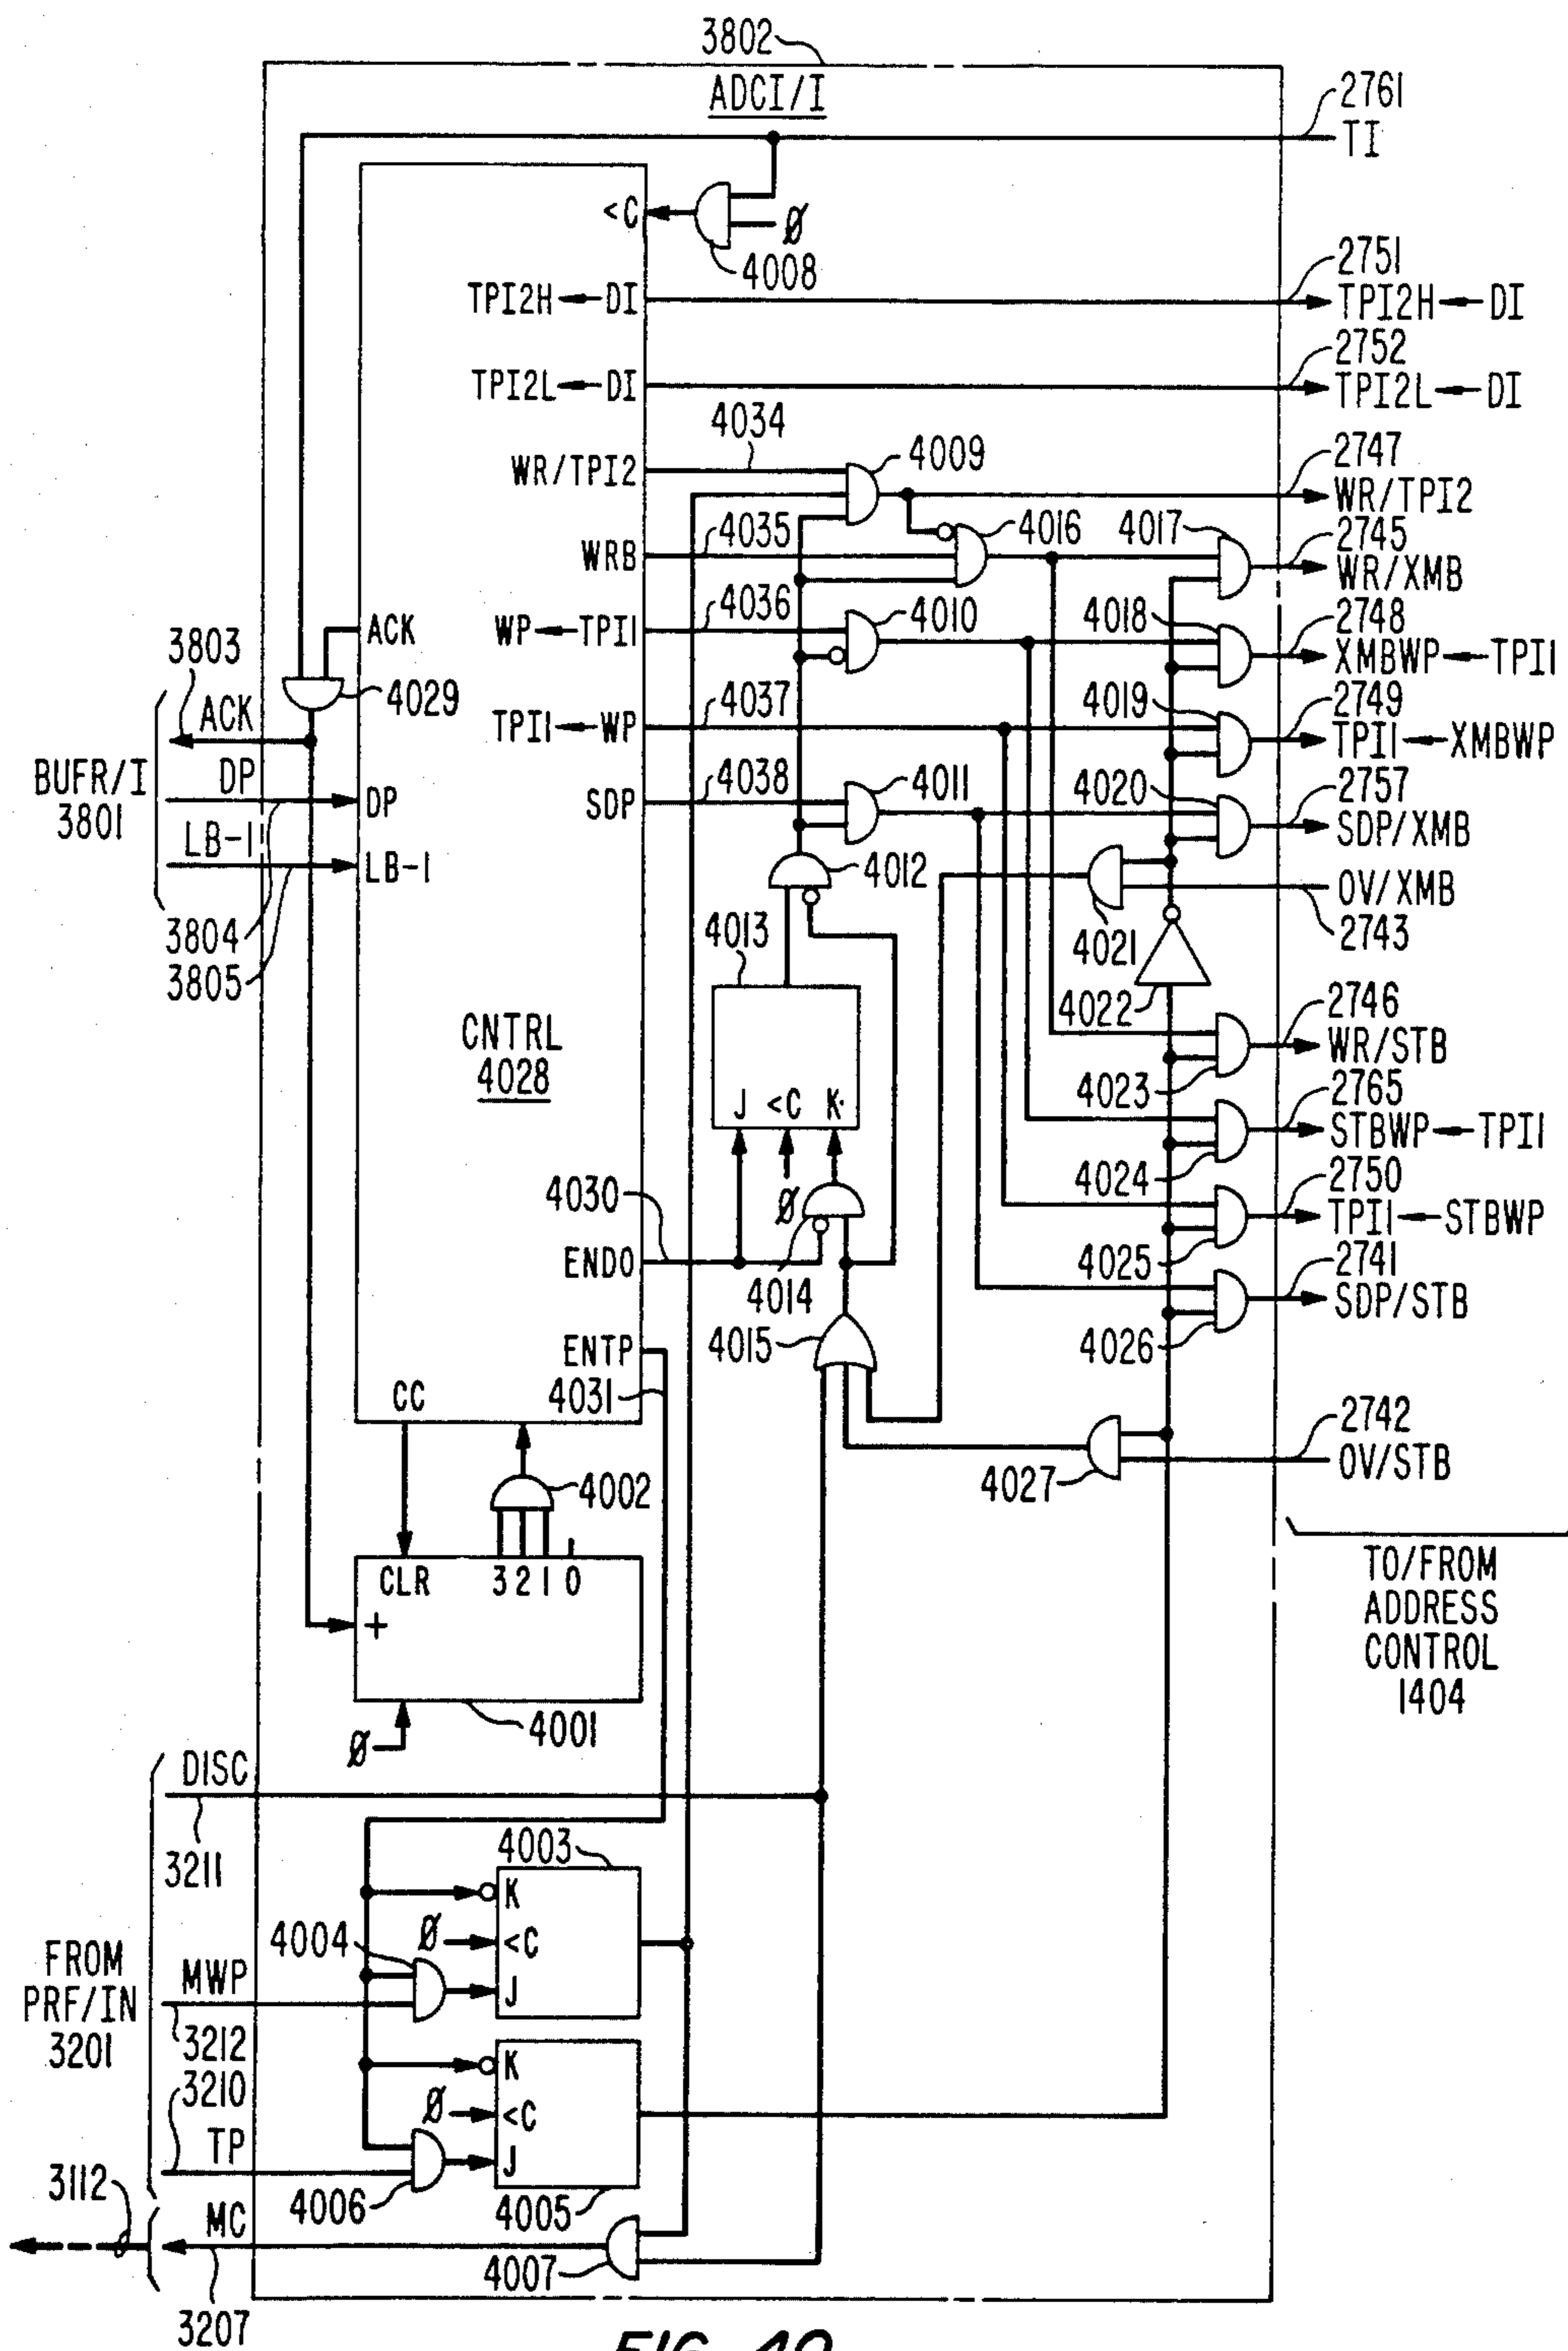 3802
ADCI/I
2761
TI
<C
Ø
4008
2751
TPI2H←DI
TPI2H←DI
2752
TPI2L←DI
TPI2L←DI
4034
4009
2747
WR/TPI2
WR/TPI2
4035
4016
4017
2745
WRB
WR/XMB
4036
4010
4018
2748
ACK
WP←TPI1
XMBWP←TPI1
3803
4029
4037
4019
2749
ACK
TPI1←WP
TPI1←XMBWP
BUFR/I
3801
DP
DP
4038
4011
4020
2757
SDP
SDP/XMB
LB-1
LB-1
4012
OV/XMB
3804
3805
4013
4021
2743
4022
CNTRL
4028
2746
WR/STB
J <C K
4023
2765
STBWP←TPI1
4030
Ø
4024
2750
TPI1←STBWP
ENDO
4014
4025
2741
SDP/STB
4015
4026
ENTP
4031
CC
2742
OV/STB
4002
4027
CLR 3 2 1 0
+
TO/FROM
ADDRESS
CONTROL
1404
Ø
4001
DISC
3211
4003
K
Ø
<C
4004
J
FROM
PRF/IN
3201
MWP
3212
3210
K
Ø
<C
TP
J
3112
4006
4005
MC
4007
3207
FIG. 40